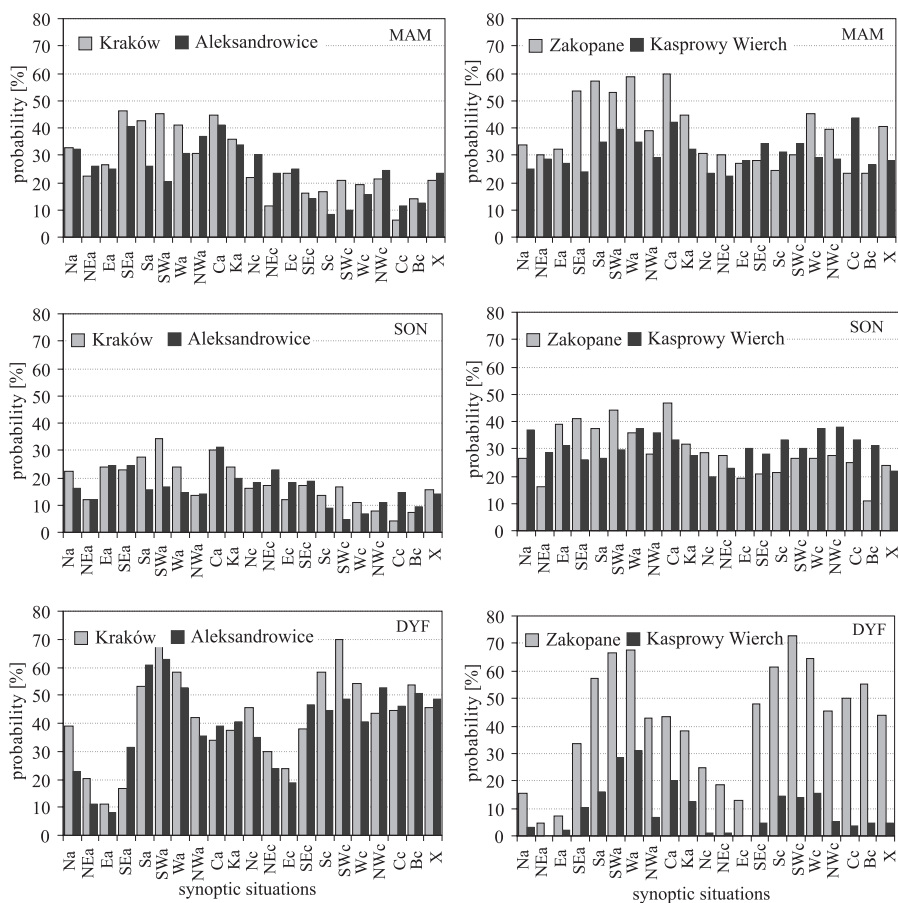 80
70
60
50
40
30
20
10
0
probability [%]
Kraków Aleksandrowice MAM
Na NEa Ea SEa Sa SWa Wa NWa Ca Ka Nc NEc Ec SEc Sc SWc Wc NWc Cc Bc X
80
70
60
50
40
30
20
10
0
probability [%]
Zakopane Kasprowy Wierch MAM
Na NEa Ea SEa Sa SWa Wa NWa Ca Ka Nc NEc Ec SEc Sc SWc Wc NWc Cc Bc X
80
70
60
50
40
30
20
10
0
probability [%]
Kraków Aleksandrowice SON
Na NEa Ea SEa Sa SWa Wa NWa Ca Ka Nc NEc Ec SEc Sc SWc Wc NWc Cc Bc X
80
70
60
50
40
30
20
10
0
probability [%]
Zakopane Kasprowy Wierch SON
Na NEa Ea SEa Sa SWa Wa NWa Ca Ka Nc NEc Ec SEc Sc SWc Wc NWc Cc Bc X
80
70
60
50
40
30
20
10
0
probability [%]
Kraków Aleksandrowice DYF
Na NEa Ea SEa Sa SWa Wa NWa Ca Ka Nc NEc Ec SEc Sc SWc Wc NWc Cc Bc X
synoptic situations
80
70
60
50
40
30
20
10
0
probability [%]
Zakopane Kasprowy Wierch DYF
Na NEa Ea SEa Sa SWa Wa NWa Ca Ka Nc NEc Ec SEc Sc SWc Wc NWc Cc Bc X
synoptic situations